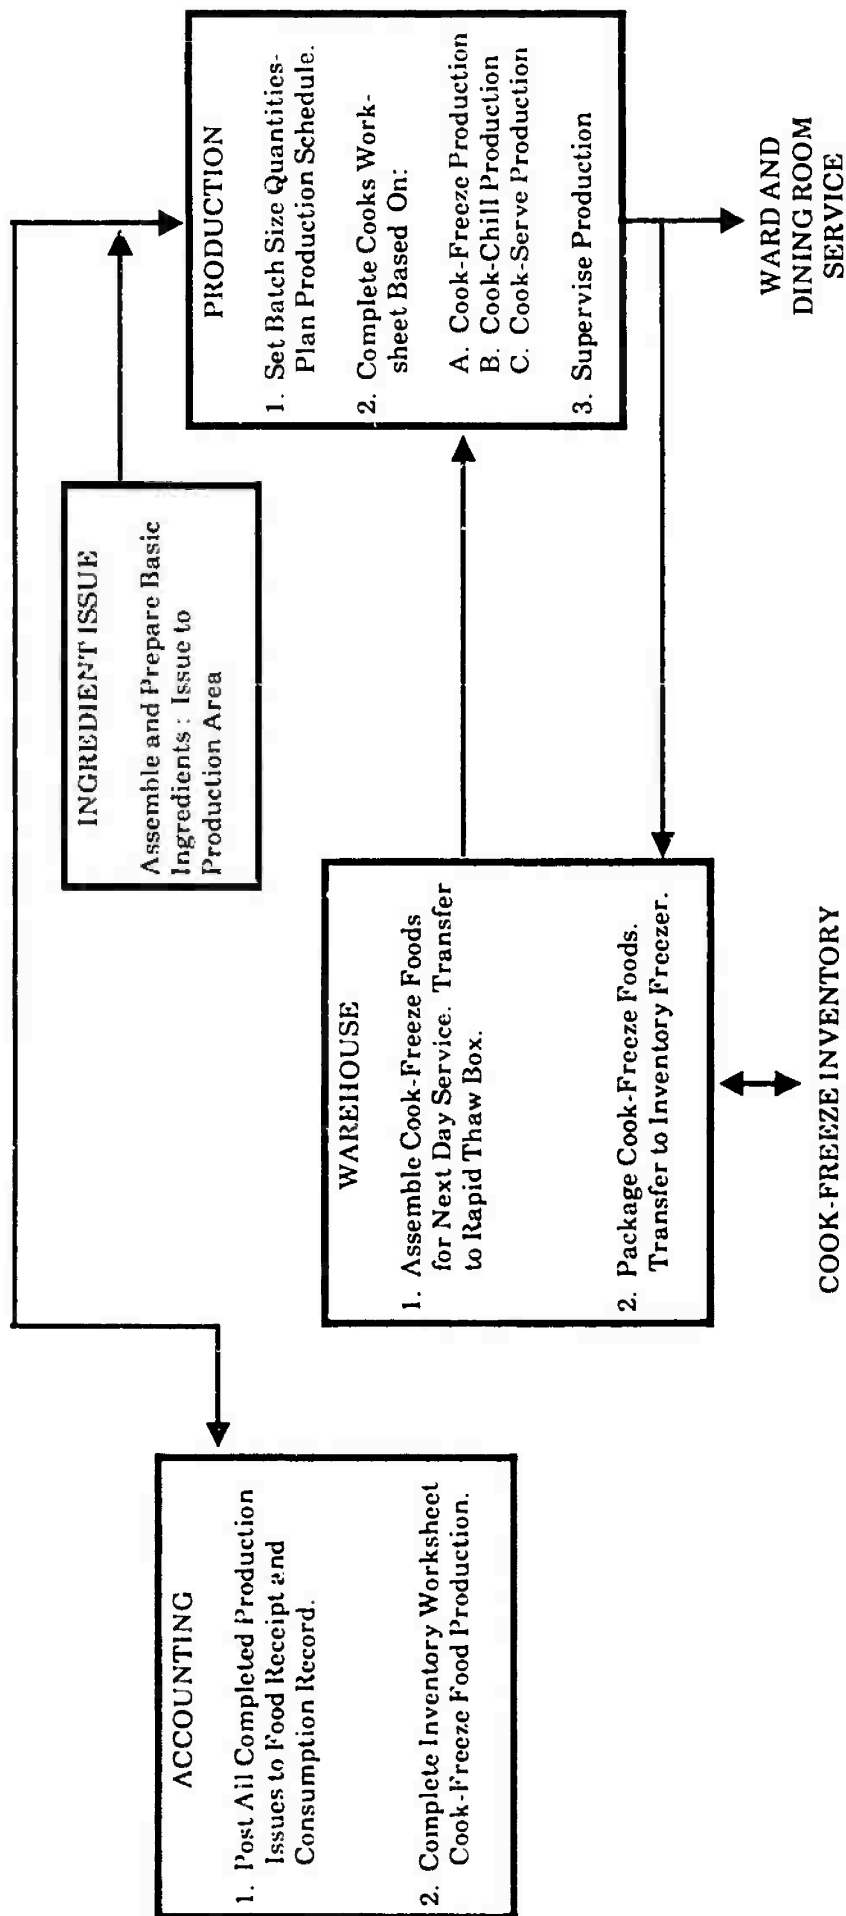 ACCOUNTING
1. Post All Completed Production
Issues to Food Receipt and
Consumption Record.
2. Complete Inventory Worksheet
Cook-Freeze Food Production.
INGREDIENT ISSUE
Assemble and Prepare Basic
Ingredients : Issue to
Production Area
WAREHOUSE
1. Assemble Cook-Freeze Foods
for Next Day Service. Transfer
to Rapid Thaw Box.
2. Package Cook-Freeze Foods.
Transfer to Inventory Freezer.
COOK-FREEZE INVENTORY
PRODUCTION
1. Set Batch Size Quantities-
Plan Production Schedule.
2. Complete Cooks Work-
sheet Based On:
A. Cook-Freeze Production
B. Cook-Chill Production
C. Cook-Serve Production
3. Supervise Production
WARD AND
DINING ROOM
SERVICE